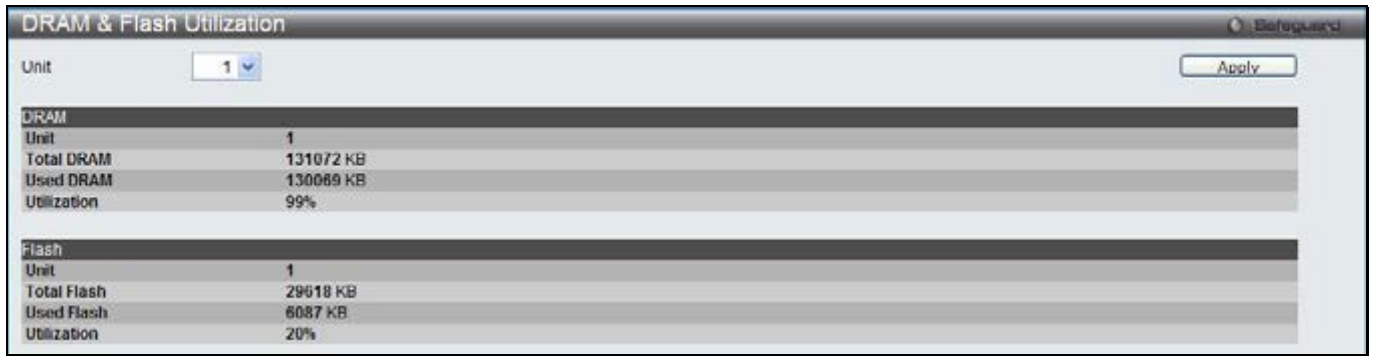 DRAM & Flash Utilization Safeguard
Unit 1 Apply
DRAM
Unit 1
Total DRAM 131072 KB
Used DRAM 130069 KB
Utilization 99%
Flash
Unit 1
Total Flash 29618 KB
Used Flash 6087 KB
Utilization 20%